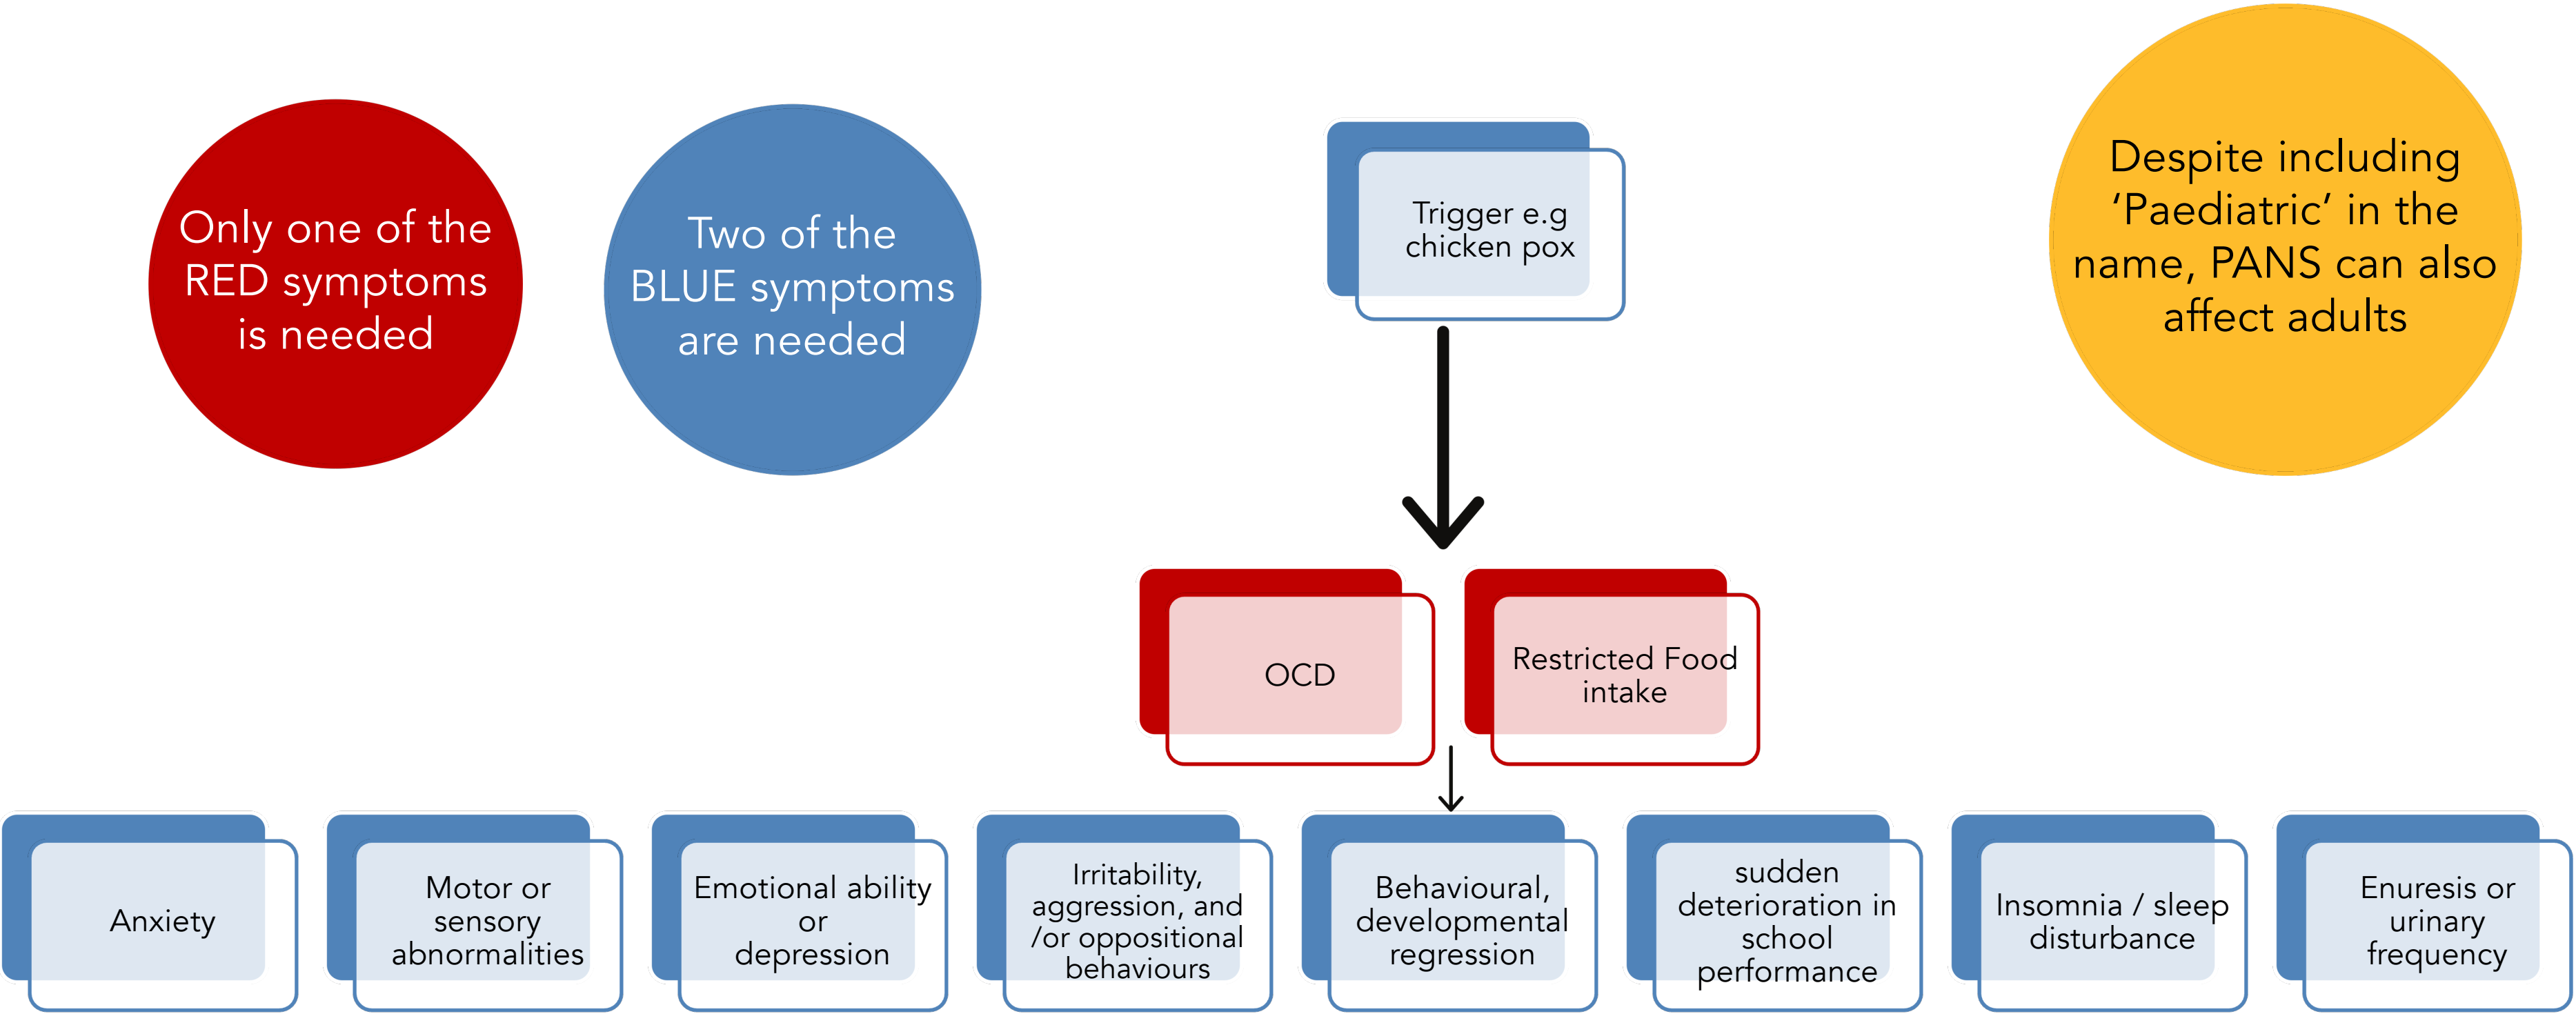 Only one of the
RED symptoms
is needed
Two of the
BLUE symptoms
are needed
Trigger e.g
chicken pox
Despite including
‘Paediatric’ in the
name, PANS can also
affect adults
OCD
Restricted Food
intake
Anxiety
Motor or
sensory
abnormalities
Emotional ability
or
depression
Irritability,
aggression, and
/or oppositional
behaviours
Behavioural,
developmental
regression
sudden
deterioration in
school
performance
Insomnia / sleep
disturbance
Enuresis or
urinary
frequency